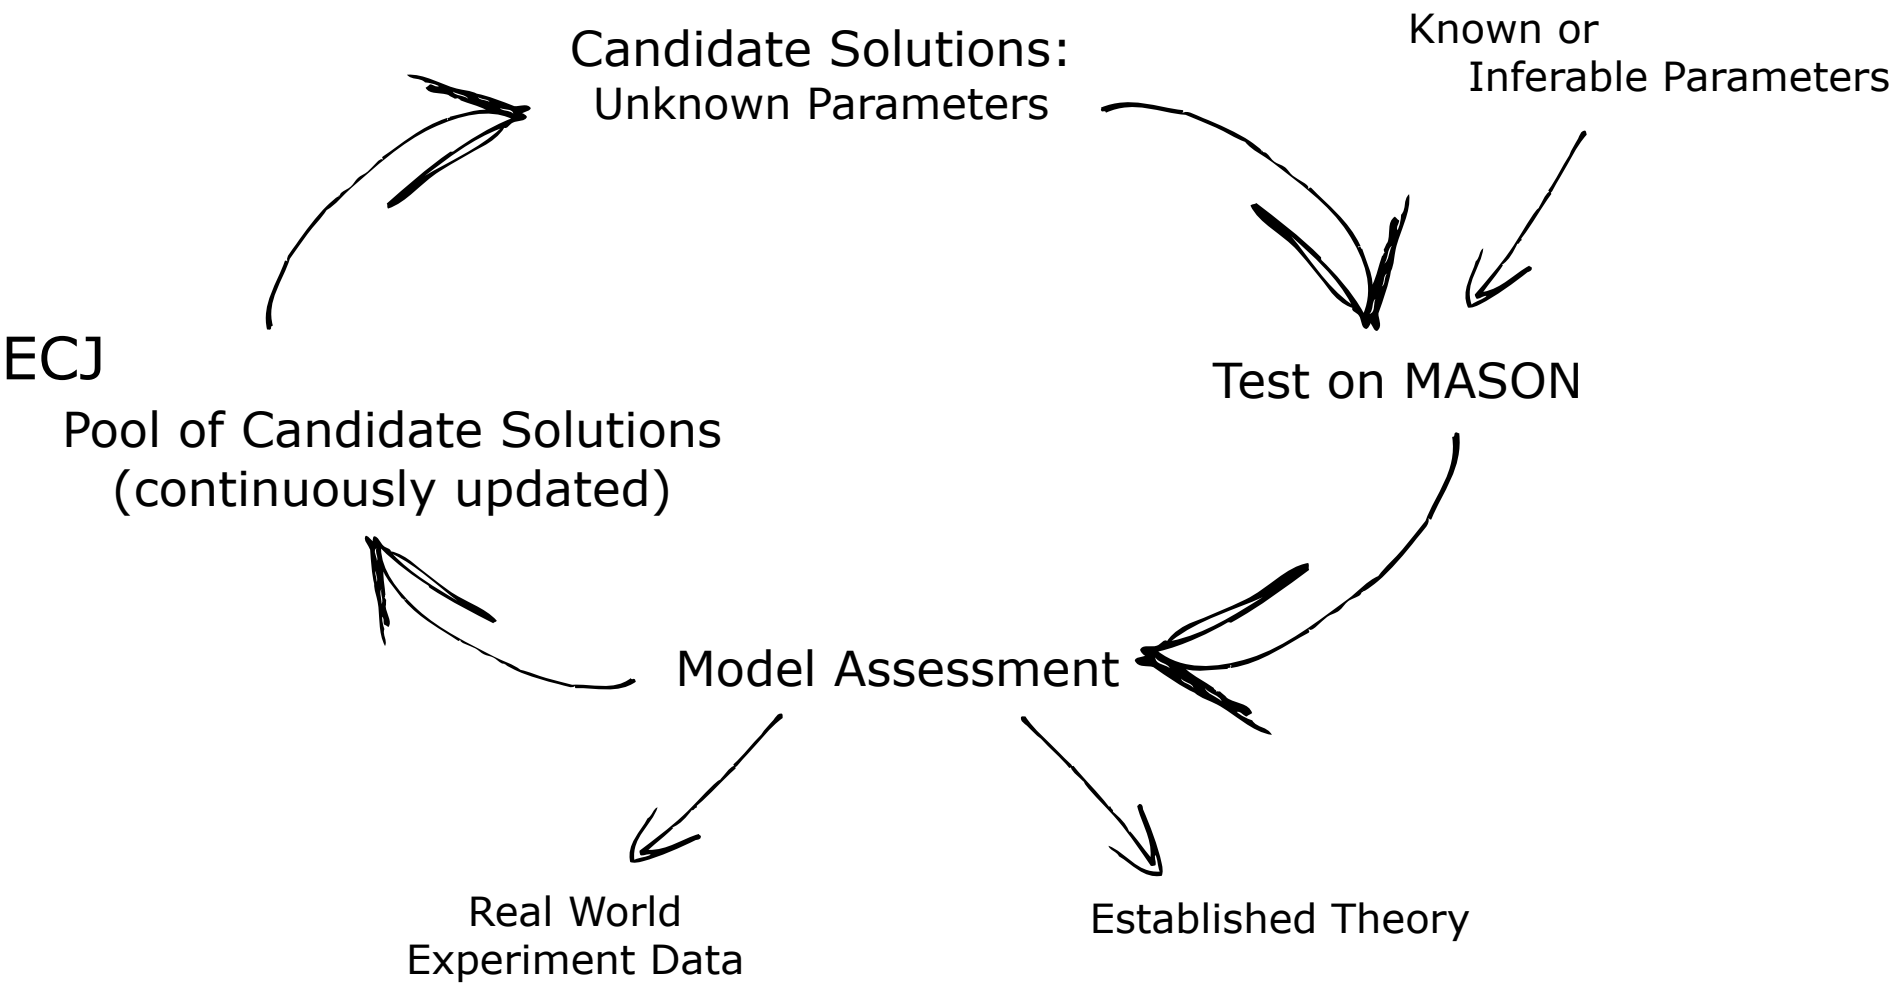 Candidate Solutions:
Unknown Parameters
Known or
Inferable Parameters
ECJ
Pool of Candidate Solutions
(continuously updated)
Test on MASON
Model Assessment
Real World
Experiment Data
Established Theory